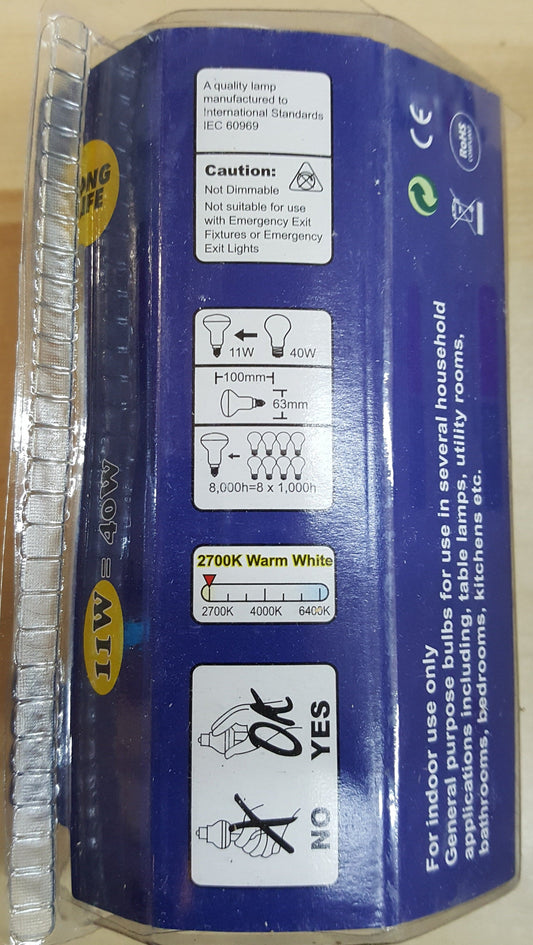 A quality lamp
manufactured to
International Standards
IEC 60969
Caution:
Not Dimmable
Not suitable for use
with Emergency Exit
Fixtures or Emergency
Exit Lights
11W 40W
100mm
63mm
8,000h=8 x 1,000h
2700K Warm White
2700K 4000K 6400K
OK
YES
X
NO
LONG
LIFE
11W = 40W
CE
RoHS
COMPLIANT
For indoor use only
General purpose bulbs for use in several household
applications including, table lamps, utility rooms,
bathrooms, bedrooms, kitchens etc.